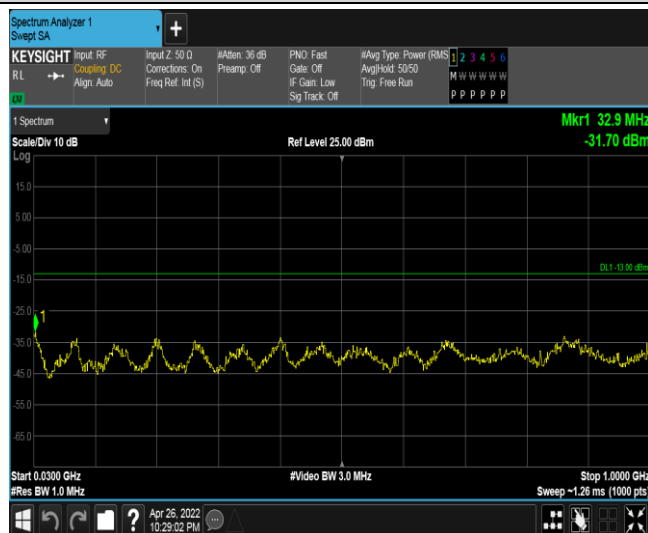 Spectrum Analyzer 1
Swept SA
KEYSIGHT
RL
Input: RF
Coupling: DC
Align: Auto
Input Z: 50 Ω
Corrections: On
Freq Ref: Int (S)
#Atten: 36 dB
Preamp: Off
PNO: Fast
Gate: Off
IF Gain: Low
Sig Track: Off
#Avg Type: Power (RMS
Avg|Hold: 50/50
Trig: Free Run
1 2 3 4 5 6
M W W W W W
P P P P P P
1 Spectrum
Scale/Div 10 dB
Ref Level 25.00 dBm
Mkr1 32.9 MHz
-31.70 dBm
Log
15.0
5.00
-5.00
DL1 -13.00 dBm
-15.0
-25.0
1
-35.0
-45.0
-55.0
-65.0
Start 0.0300 GHz
#Video BW 3.0 MHz
Stop 1.0000 GHz
#Res BW 1.0 MHz
Sweep ~1.26 ms (1000 pts)
?
Apr 26, 2022
10:29:02 PM